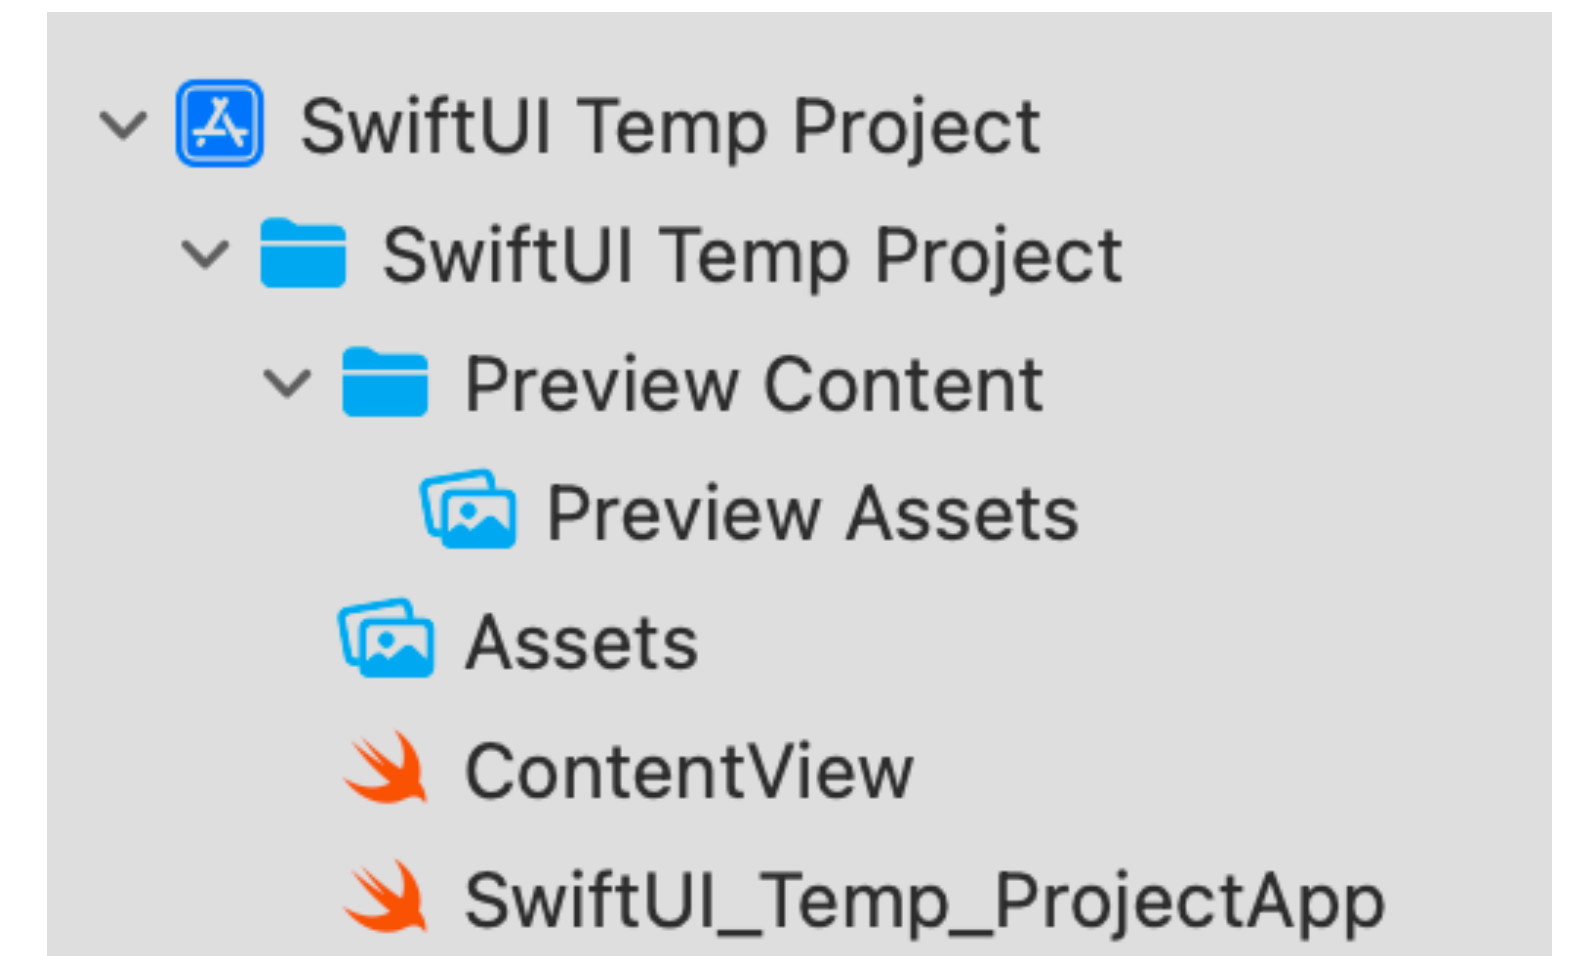 SwiftUI Temp Project
SwiftUI Temp Project
Preview Content
Preview Assets
Assets
ContentView
SwiftUI_Temp_ProjectApp